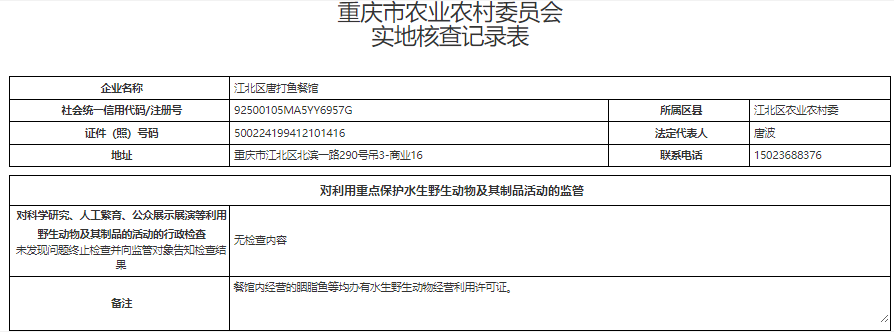 重庆市农业农村委员会
实地核查记录表
企业名称 江北区唐打鱼餐馆
社会统一信用代码/注册号 92500105MA5YY6957G 所属区县 江北区农业农村委
证件（照）号码 500224199412101416 法定代表人 唐波
地址 重庆市江北区北滨一路290号吊3-商业16 联系电话 15023688376
对利用重点保护水生野生动物及其制品活动的监管
对科学研究、人工繁育、公众展示展演等利用
野生动物及其制品的活动的行政检查
未发现问题终止检查并向监管对象告知检查结
果
无检查内容
备注
餐馆内经营的胭脂鱼等均办有水生野生动物经营利用许可证。